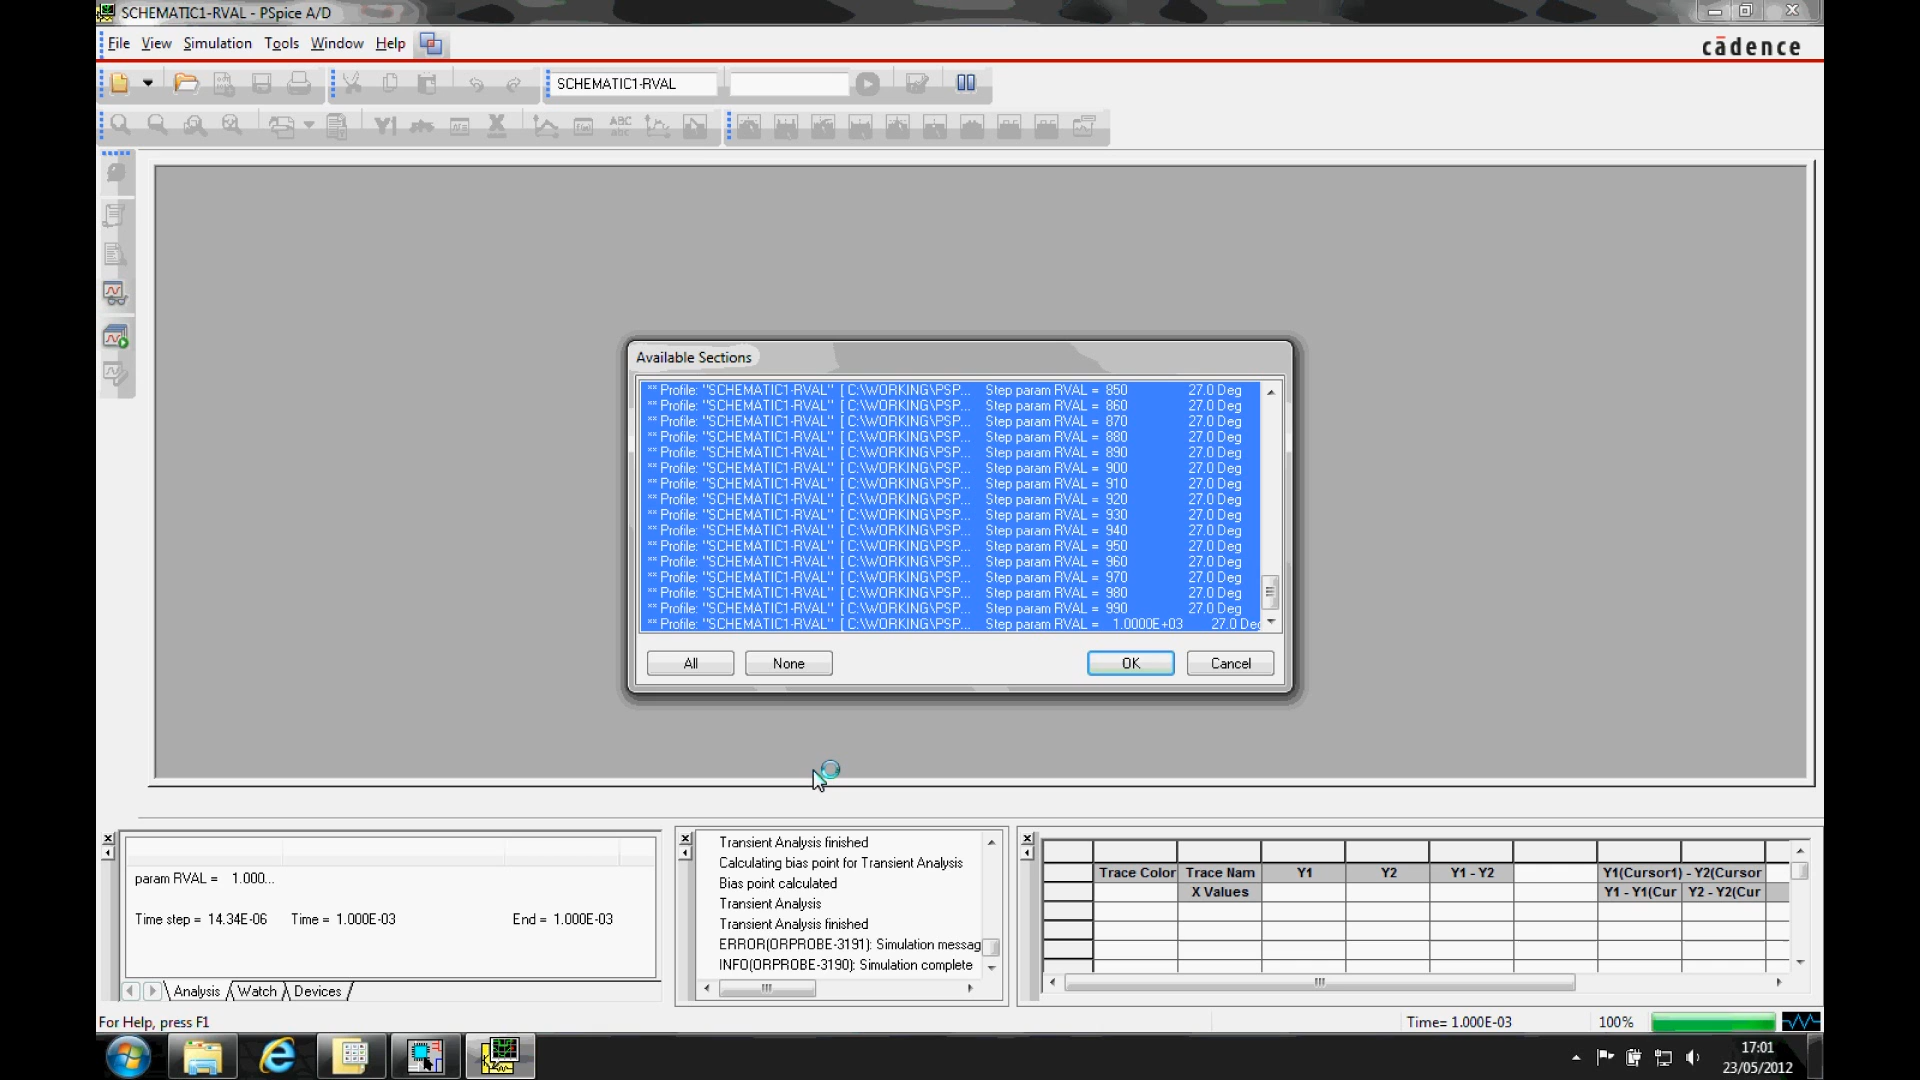 SCHEMATIC1-RVAL - PSpice A/D
File View Simulation Tools Window Help
cādence
SCHEMATIC1-RVAL
Available Sections
** Profile: "SCHEMATIC1-RVAL" [ C:\WORKING\PSP... Step param RVAL = 850 27.0 Deg
** Profile: "SCHEMATIC1-RVAL" [ C:\WORKING\PSP... Step param RVAL = 860 27.0 Deg
** Profile: "SCHEMATIC1-RVAL" [ C:\WORKING\PSP... Step param RVAL = 870 27.0 Deg
** Profile: "SCHEMATIC1-RVAL" [ C:\WORKING\PSP... Step param RVAL = 880 27.0 Deg
** Profile: "SCHEMATIC1-RVAL" [ C:\WORKING\PSP... Step param RVAL = 890 27.0 Deg
** Profile: "SCHEMATIC1-RVAL" [ C:\WORKING\PSP... Step param RVAL = 900 27.0 Deg
** Profile: "SCHEMATIC1-RVAL" [ C:\WORKING\PSP... Step param RVAL = 910 27.0 Deg
** Profile: "SCHEMATIC1-RVAL" [ C:\WORKING\PSP... Step param RVAL = 920 27.0 Deg
** Profile: "SCHEMATIC1-RVAL" [ C:\WORKING\PSP... Step param RVAL = 930 27.0 Deg
** Profile: "SCHEMATIC1-RVAL" [ C:\WORKING\PSP... Step param RVAL = 940 27.0 Deg
** Profile: "SCHEMATIC1-RVAL" [ C:\WORKING\PSP... Step param RVAL = 950 27.0 Deg
** Profile: "SCHEMATIC1-RVAL" [ C:\WORKING\PSP... Step param RVAL = 960 27.0 Deg
** Profile: "SCHEMATIC1-RVAL" [ C:\WORKING\PSP... Step param RVAL = 970 27.0 Deg
** Profile: "SCHEMATIC1-RVAL" [ C:\WORKING\PSP... Step param RVAL = 980 27.0 Deg
** Profile: "SCHEMATIC1-RVAL" [ C:\WORKING\PSP... Step param RVAL = 990 27.0 Deg
** Profile: "SCHEMATIC1-RVAL" [ C:\WORKING\PSP... Step param RVAL = 1.0000E+03 27.0 Deg
All None OK Cancel
param RVAL = 1.000...
Time step = 14.34E-06 Time = 1.000E-03 End = 1.000E-03
Analysis Watch Devices
Transient Analysis finished
Calculating bias point for Transient Analysis
Bias point calculated
Transient Analysis
Transient Analysis finished
ERROR(ORPROBE-3191): Simulation messag
INFO(ORPROBE-3190): Simulation complete
Trace Color Trace Nam Y1 Y2 Y1 - Y2 Y1(Cursor1) - Y2(Cursor
X Values Y1 - Y1(Cur Y2 - Y2(Cur
For Help, press F1
Time= 1.000E-03 100%
17:01
23/05/2012